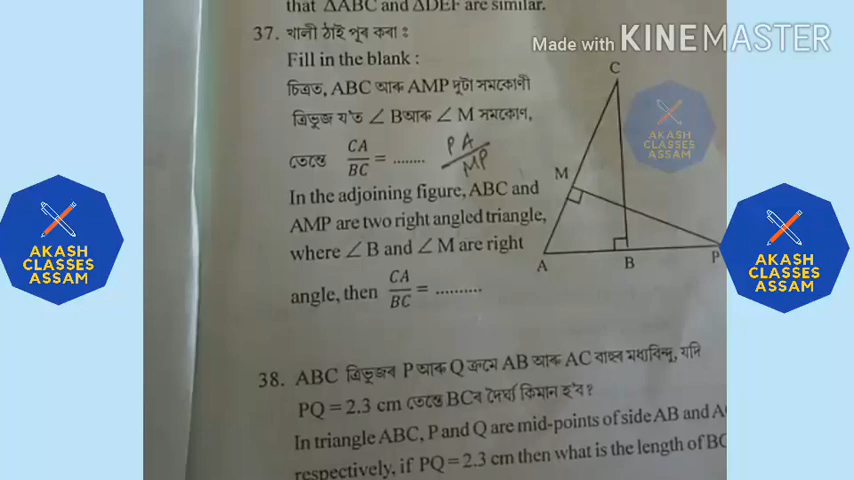 that ΔABC and ΔDEF are similar.
Made with KINEMASTER
37. খালী ঠাই পূৰ কৰা :
Fill in the blank :
চিত্ৰত, ABC আৰু AMP দুটা সমকোণী
ত্ৰিভুজ য'ত ∠B আৰু ∠M সমকোণ,
তেন্তে CA/BC = ........ PA/MP
In the adjoining figure, ABC and
AMP are two right angled triangle,
where ∠B and ∠M are right
angle, then CA/BC = ..........
C
M
A
B
P
38. ABC ত্ৰিভুজৰ P আৰু Q ক্ৰমে AB আৰু AC বাহুৰ মধ্যবিন্দু, যদি
PQ = 2.3 cm তেন্তে BCৰ দৈৰ্ঘ্য কিমান হ'ব?
In triangle ABC, P and Q are mid-points of side AB and A
respectively, if PQ = 2.3 cm then what is the length of BC
AKASH
CLASSES
ASSAM
AKASH
CLASSES
ASSAM
AKASH
CLASSES
ASSAM